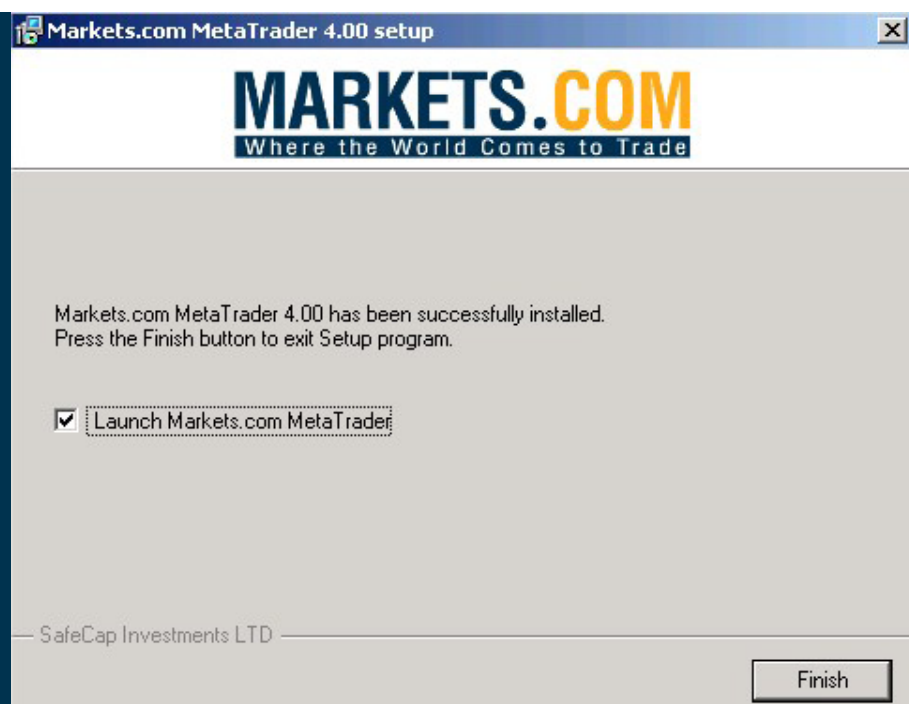 Markets.com MetaTrader 4.00 setup
MARKETS.COM
Where the World Comes to Trade
Markets.com MetaTrader 4.00 has been successfully installed.
Press the Finish button to exit Setup program.
Launch Markets.com MetaTrader
SafeCap Investments LTD
Finish